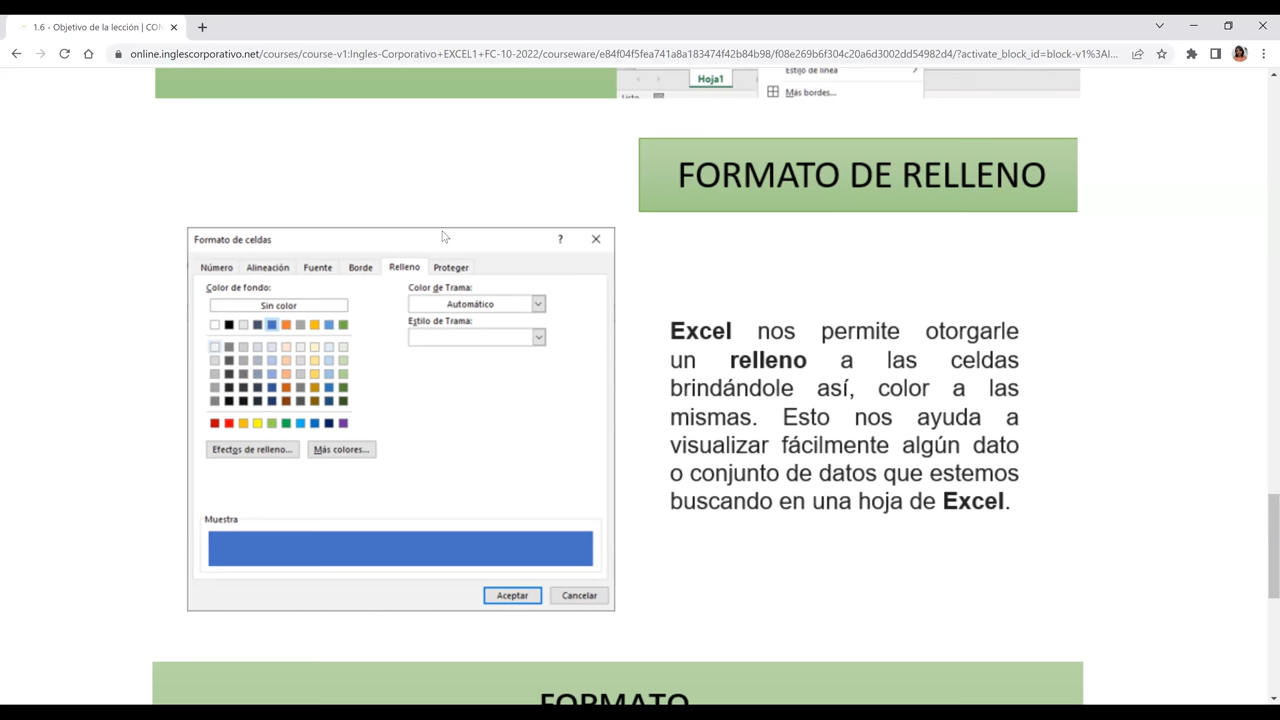 1.6 - Objetivo de la lección | CON
online.inglescorporativo.net/courses/course-v1:Ingles-Corporativo+EXCEL1+FC-10-2022/courseware/e84f04f5fea741a8a183474f42b84b98/f08e269b6f304c20a6d3002dd54982d4/?activate_block_id=block-v1%3AI...
Hoja1
Estilo de línea
Más bordes...
FORMATO DE RELLENO
Formato de celdas
?
Número Alineación Fuente Borde Relleno Proteger
Color de fondo:
Sin color
Color de Trama:
Automático
Estilo de Trama:
Efectos de relleno... Más colores...
Muestra
Aceptar Cancelar
Excel nos permite otorgarle
un relleno a las celdas
brindándole así, color a las
mismas. Esto nos ayuda a
visualizar fácilmente algún dato
o conjunto de datos que estemos
buscando en una hoja de Excel.
FORMATO